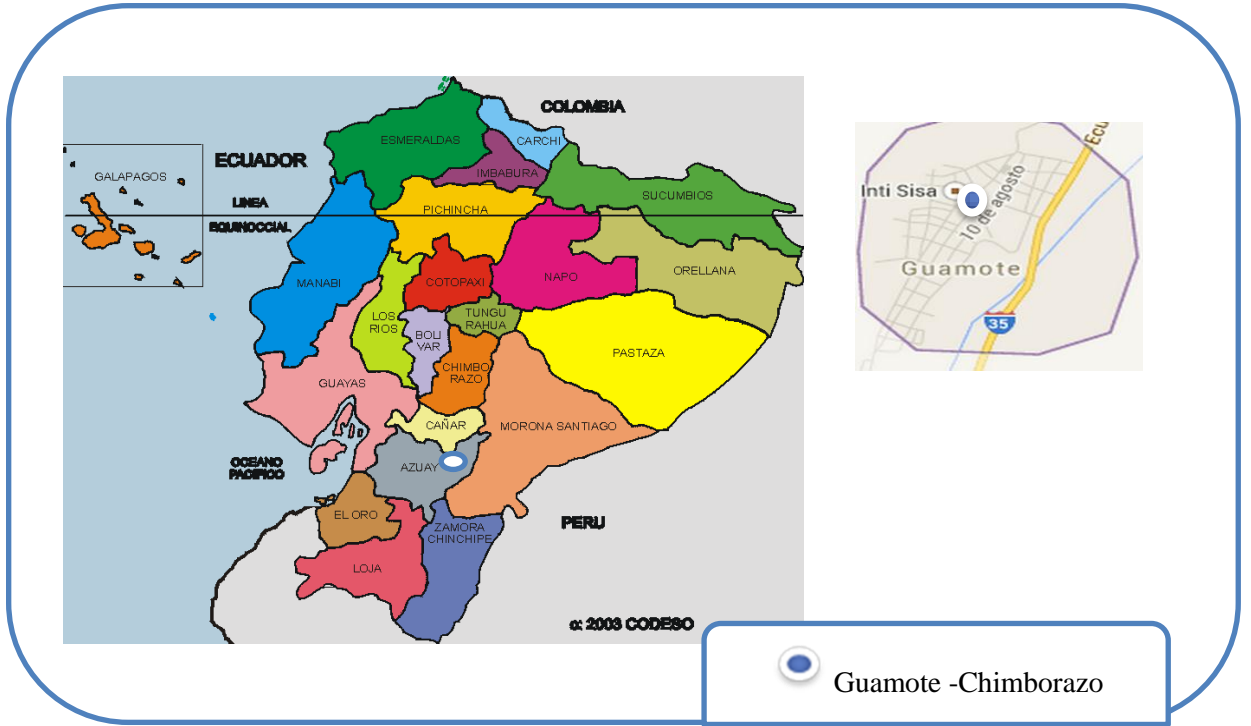 COLOMBIA
ESMERALDAS
CARCHI
ECUADOR
IMBABURA
GALAPAGOS
SUCUMBIOS
LINEA
PICHINCHA
EQUINOCCIAL
ORELLANA
MANABI
COTOPAXI
NAPO
LOS
RIOS
TUNGU
RAHUA
BOLI
VAR
PASTAZA
CHIMBO
RAZO
GUAYAS
CAÑAR
MORONA SANTIAGO
OCEANO
PACIFICO
AZUAY
EL ORO
PERU
ZAMORA
CHINCHIPE
LOJA
α: 2003 CODESO
Ecu
Inti Sisa
10 de agosto
Guamote
35
Guamote -Chimborazo